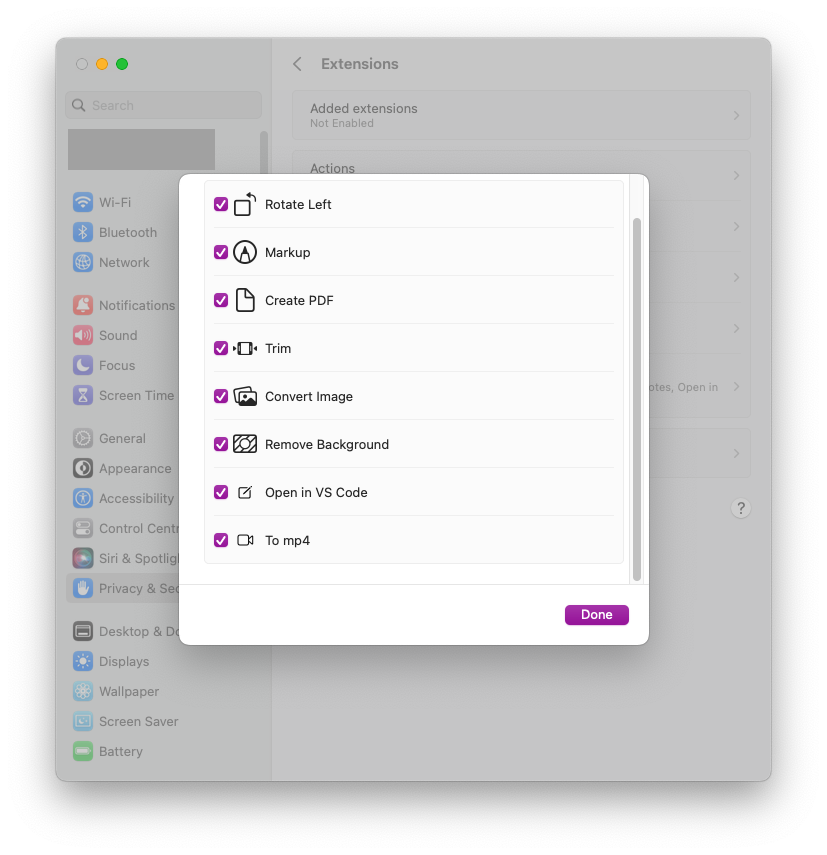 Extensions
Search
Added extensions
Not Enabled
Actions
Wi-Fi
Bluetooth
Network
Notifications
Sound
Focus
Screen Time
General
Appearance
Accessibility
Control Cent
Siri & Spotlig
Privacy & Sec
Desktop & Do
Displays
Wallpaper
Screen Saver
Battery
Rotate Left
Markup
Create PDF
Trim
Convert Image
Remove Background
Open in VS Code
To mp4
Done
otes, Open in
?